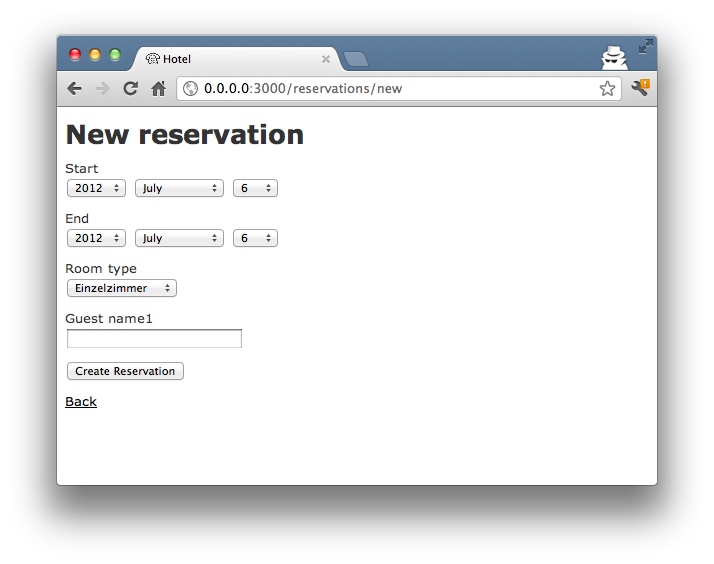 Hotel
0.0.0.0:3000/reservations/new
New reservation
Start
2012 July 6
End
2012 July 6
Room type
Einzelzimmer
Guest name1
Create Reservation
Back